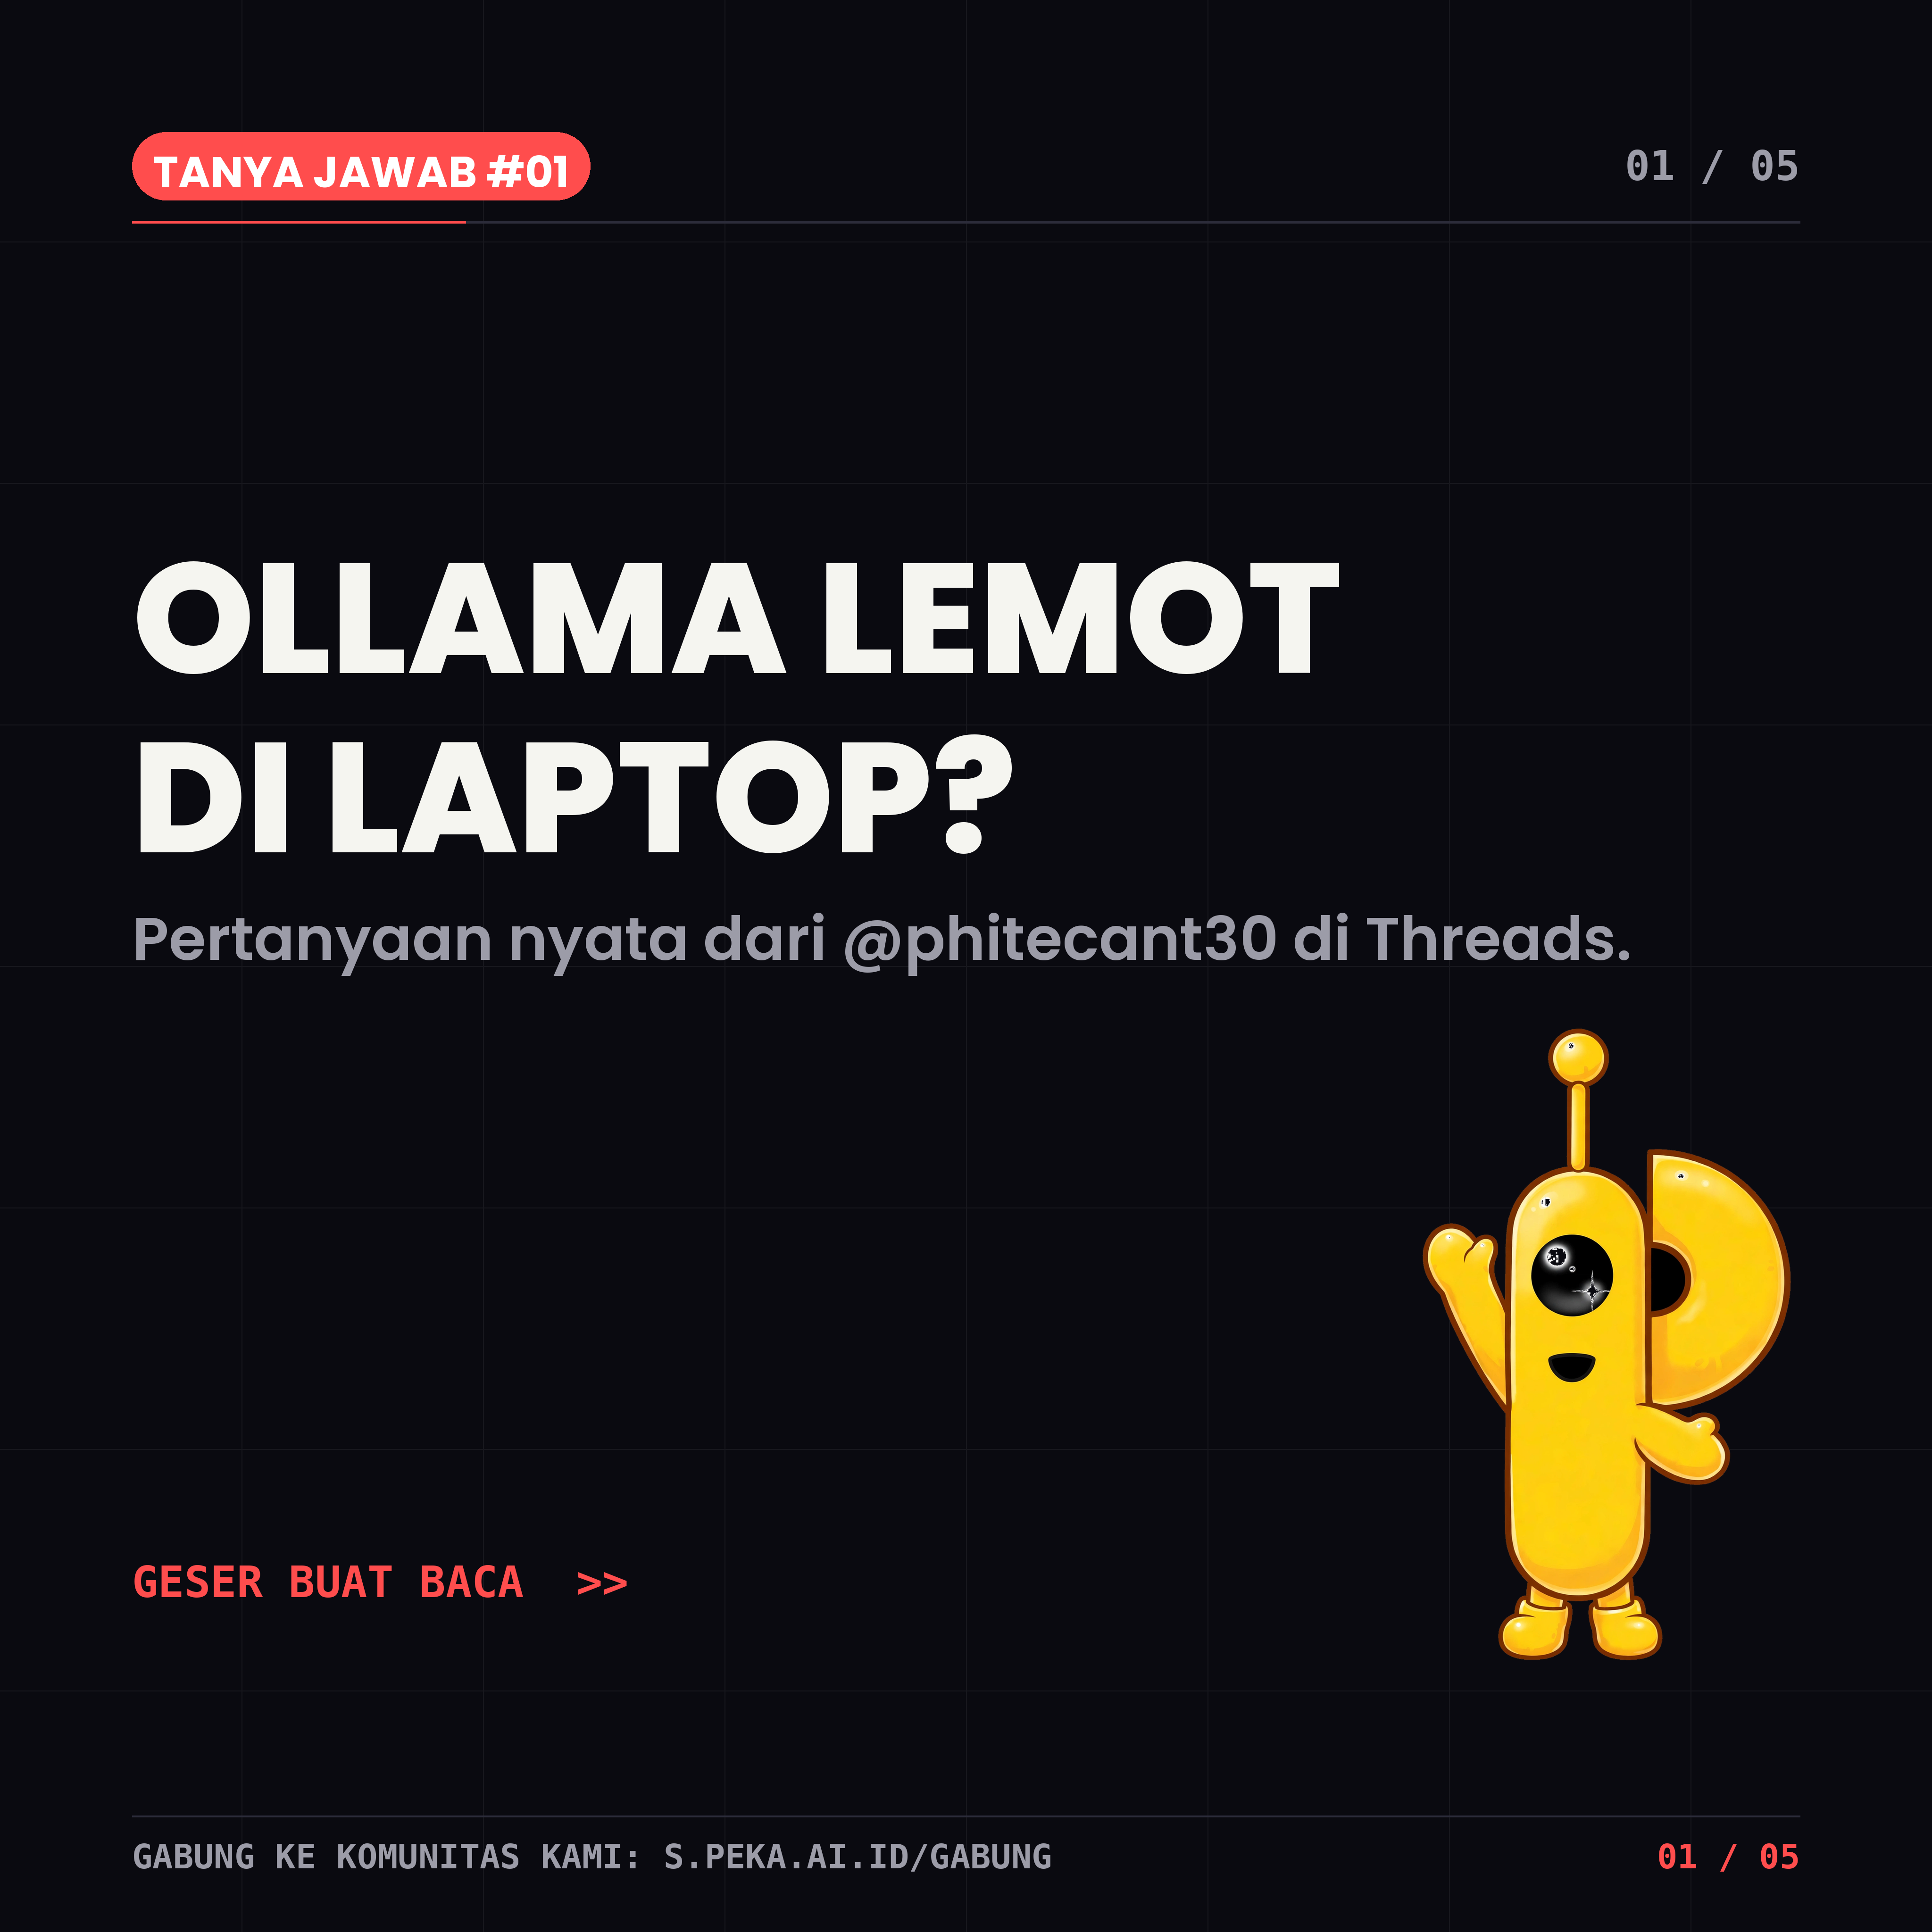 TANYA JAWAB #01
01 / 05
OLLAMA LEMOT
DI LAPTOP?
Pertanyaan nyata dari @phitecant30 di Threads.
GESER BUAT BACA >>
GABUNG KE KOMUNITAS KAMI: S.PEKA.AI.ID/GABUNG
01 / 05